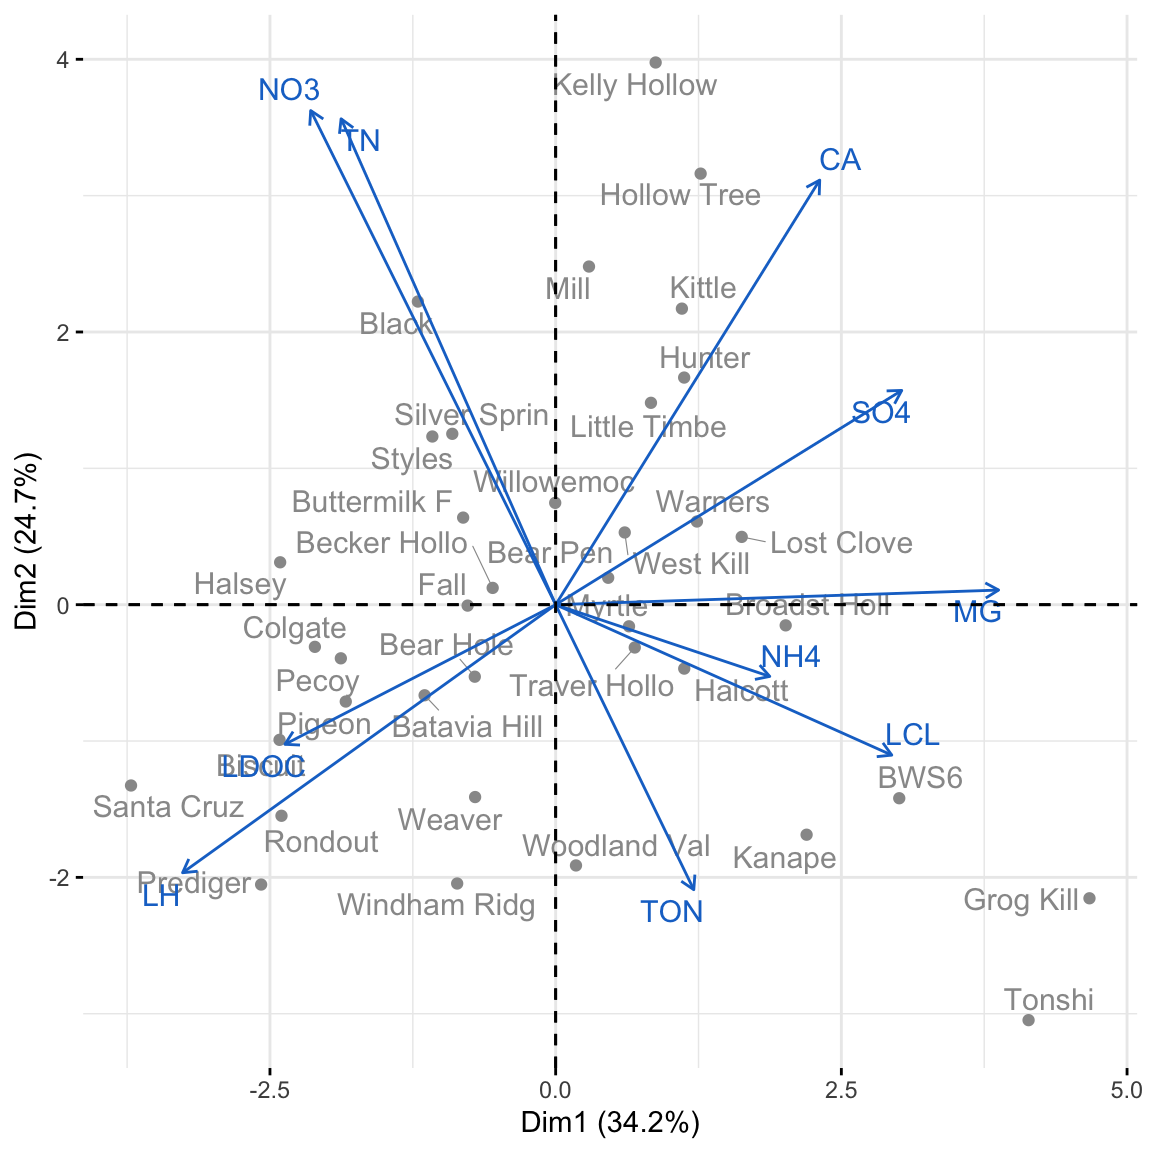 4
NO3
Kelly Hollow
TN
CA
Hollow Tree
Mill
Kittle
2
Black
Hunter
SO4
Silver Sprin
Little Timbe
Styles
Willowemoc
Buttermilk F
Warners
Becker Hollo
Bear Pen
Lost Clove
West Kill
Halsey
Fall
0
Myrtle
Broadst Holl
MG
Colgate
Bear Hole
NH4
Pecoy
Traver Hollo
Halcott
Pigeon
Batavia Hill
LCL
Biscuit
LDOC
BWS6
Santa Cruz
Weaver
Rondout
Woodland Val
Kanape
-2
Prediger
LH
Windham Ridg
TON
Grog Kill
Tonshi
-2.5
0.0
2.5
5.0
Dim1 (34.2%)
Dim2 (24.7%)